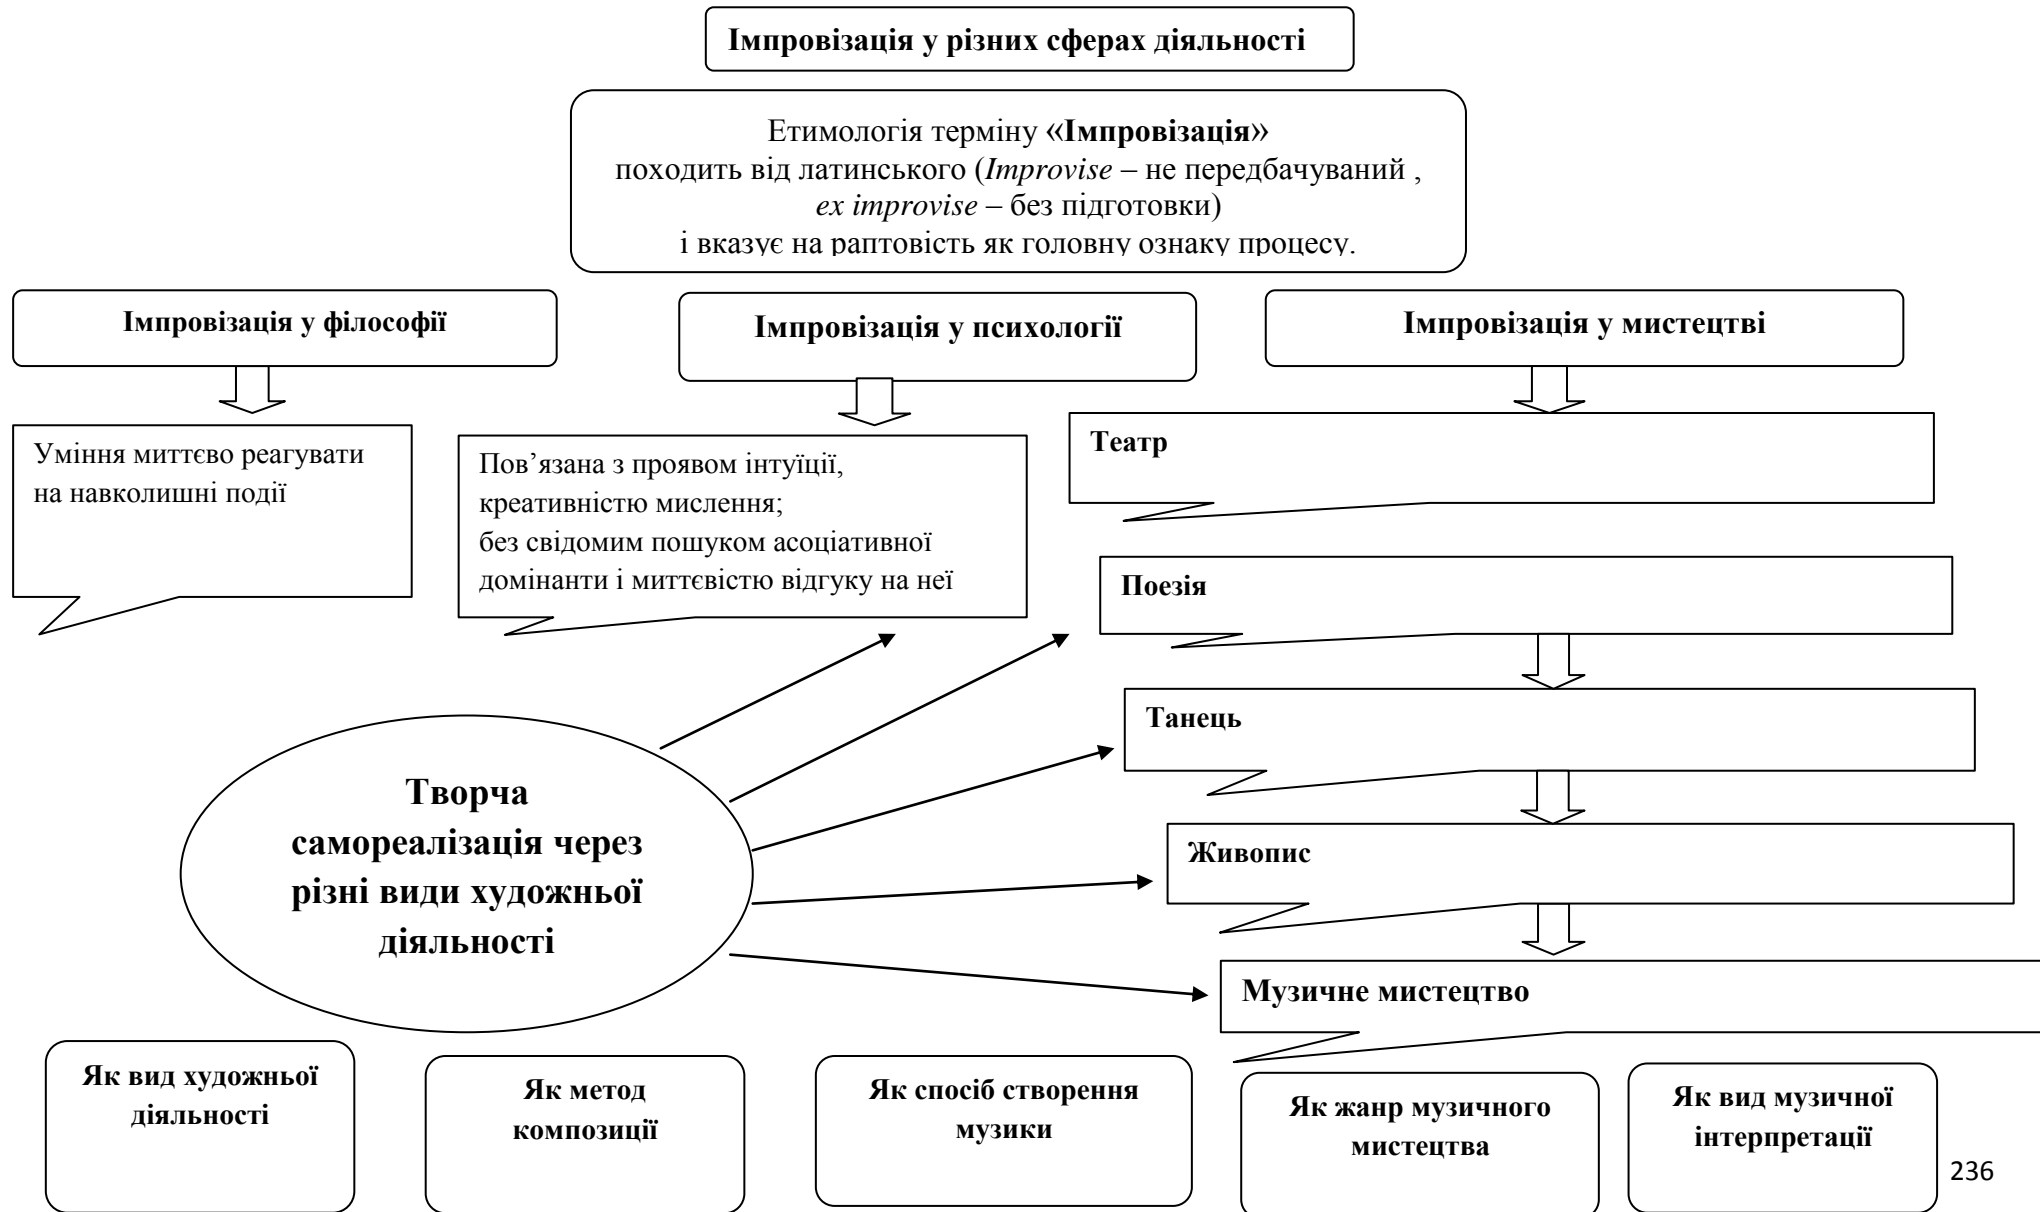 Імпровізація у різних сферах діяльності
Етимологія терміну «Імпровізація»
походить від латинського (Improvise – не передбачуваний ,
ex improvise – без підготовки)
і вказує на раптовість як головну ознаку процесу.
Імпровізація у філософії
Імпровізація у психології
Імпровізація у мистецтві
Уміння миттєво реагувати
на навколишні події
Пов’язана з проявом інтуїції,
креативністю мислення;
без свідомим пошуком асоціативної
домінанти і миттєвістю відгуку на неї
Театр
Поезія
Танець
Живопис
Музичне мистецтво
Творча
самореалізація через
різні види художньої
діяльності
Як вид художньої
діяльності
Як метод
композиції
Як спосіб створення
музики
Як жанр музичного
мистецтва
Як вид музичної
інтерпретації
236